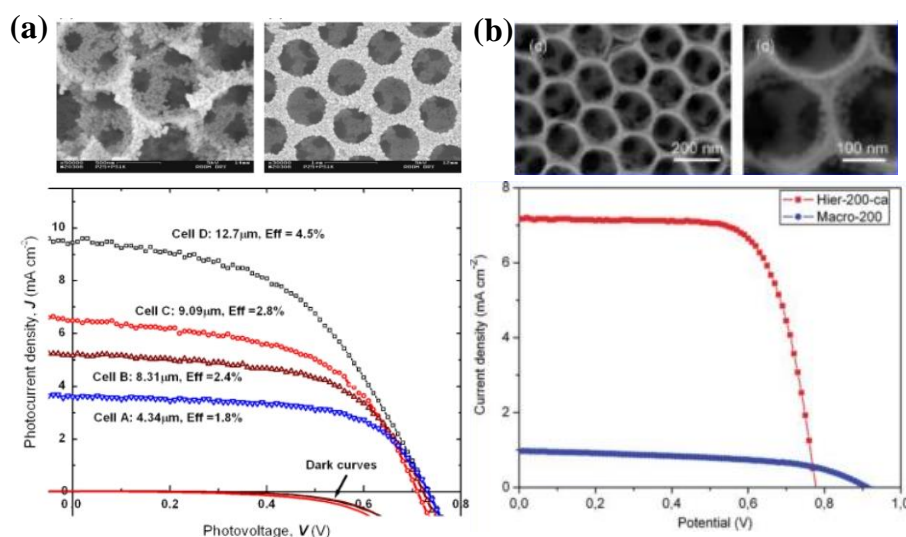 (a)
(b)
(c)
(d)
200 nm
100 nm
Photocurrent density, J (mA cm⁻²)
10
8
6
4
2
0
Cell D: 12.7μm, Eff = 4.5%
Cell C: 9.09μm, Eff =2.8%
Cell B: 8.31μm, Eff =2.4%
Cell A: 4.34μm, Eff =1.8%
Dark curves
0 0.2 0.4 0.6 0.8
Photovoltage, V (V)
Current density (mA cm⁻²)
8
6
4
2
0
Hier-200-ca
Macro-200
0,0 0,2 0,4 0,6 0,8 1,0
Potential (V)